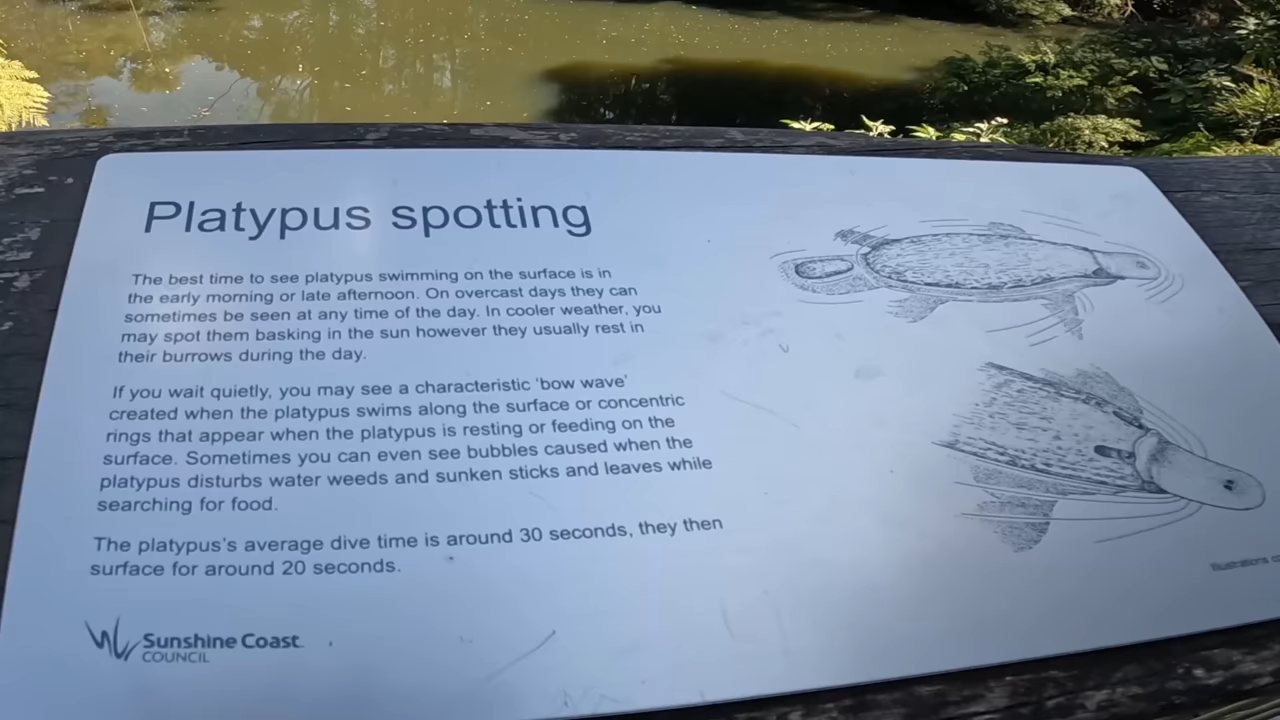 Platypus spotting
The best time to see platypus swimming on the surface is in
the early morning or late afternoon. On overcast days they can
sometimes be seen at any time of the day. In cooler weather, you
may spot them basking in the sun however they usually rest in
their burrows during the day.
If you wait quietly, you may see a characteristic 'bow wave'
created when the platypus swims along the surface or concentric
rings that appear when the platypus is resting or feeding on the
surface. Sometimes you can even see bubbles caused when the
platypus disturbs water weeds and sunken sticks and leaves while
searching for food.
The platypus's average dive time is around 30 seconds, they then
surface for around 20 seconds.
Sunshine Coast
COUNCIL
Illustrations